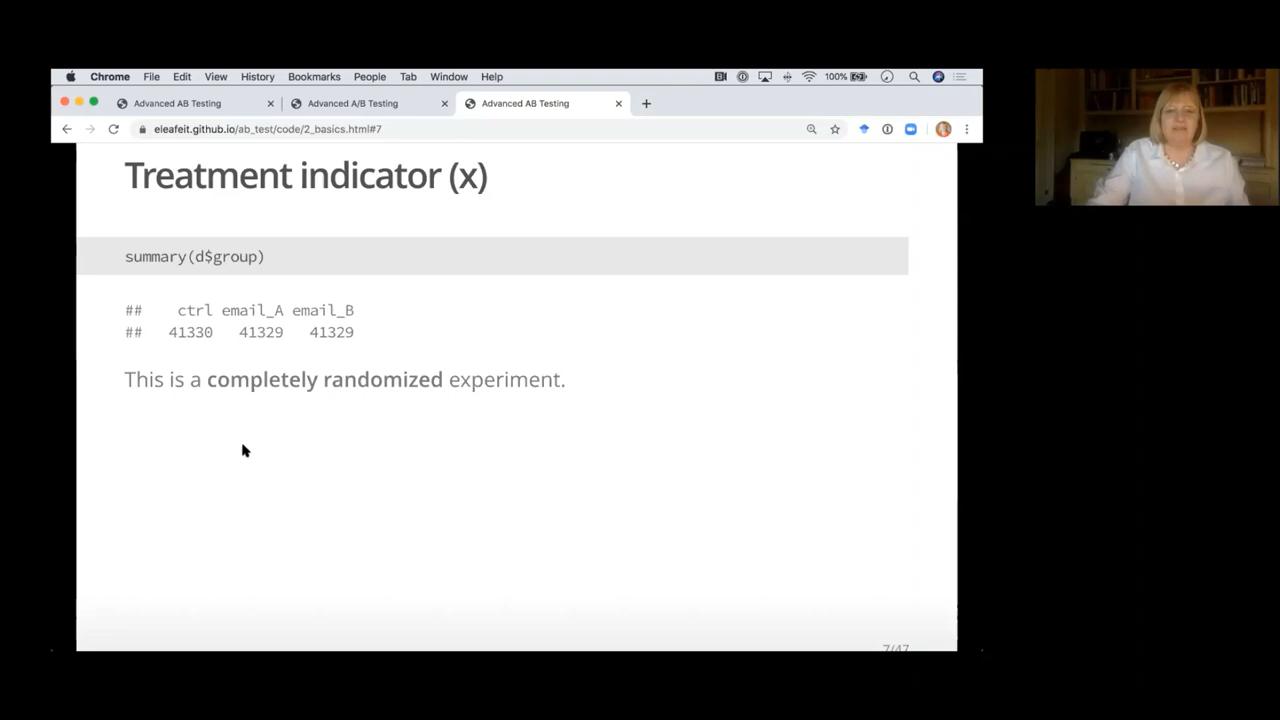 Chrome File Edit View History Bookmarks People Tab Window Help 100%
Advanced AB Testing Advanced A/B Testing Advanced AB Testing
eleafeit.github.io/ab_test/code/2_basics.html#7
Treatment indicator (x)
summary(d$group)
## ctrl email_A email_B
## 41330 41329 41329
This is a completely randomized experiment.
7/47